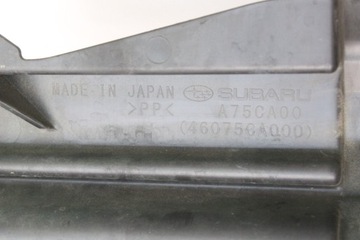 MADE IN JAPAN SUBARU
>PP< A75CA00
(46075CA000)